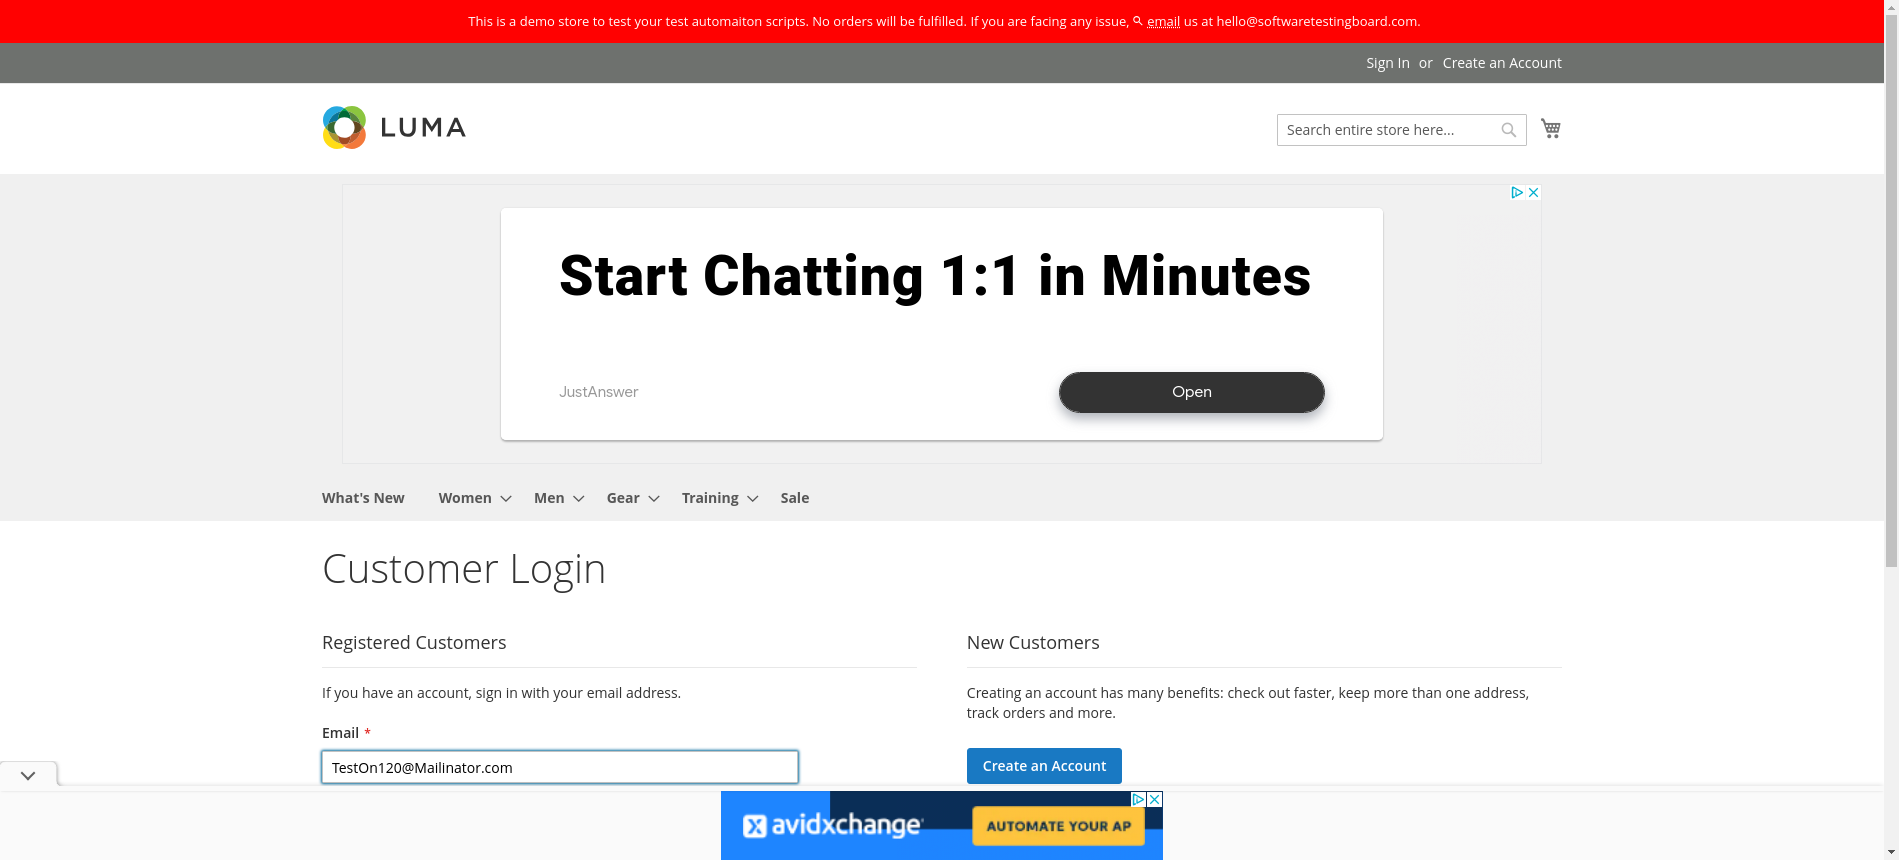 This is a demo store to test your test automaiton scripts. No orders will be fulfilled. If you are facing any issue, email us at hello@softwaretestingboard.com.
Sign In or Create an Account
LUMA
Search entire store here...
Start Chatting 1:1 in Minutes
JustAnswer
Open
What's New Women Men Gear Training Sale
Customer Login
Registered Customers
If you have an account, sign in with your email address.
Email *
TestOn120@Mailinator.com
New Customers
Creating an account has many benefits: check out faster, keep more than one address,
track orders and more.
Create an Account
avidxchange
AUTOMATE YOUR AP